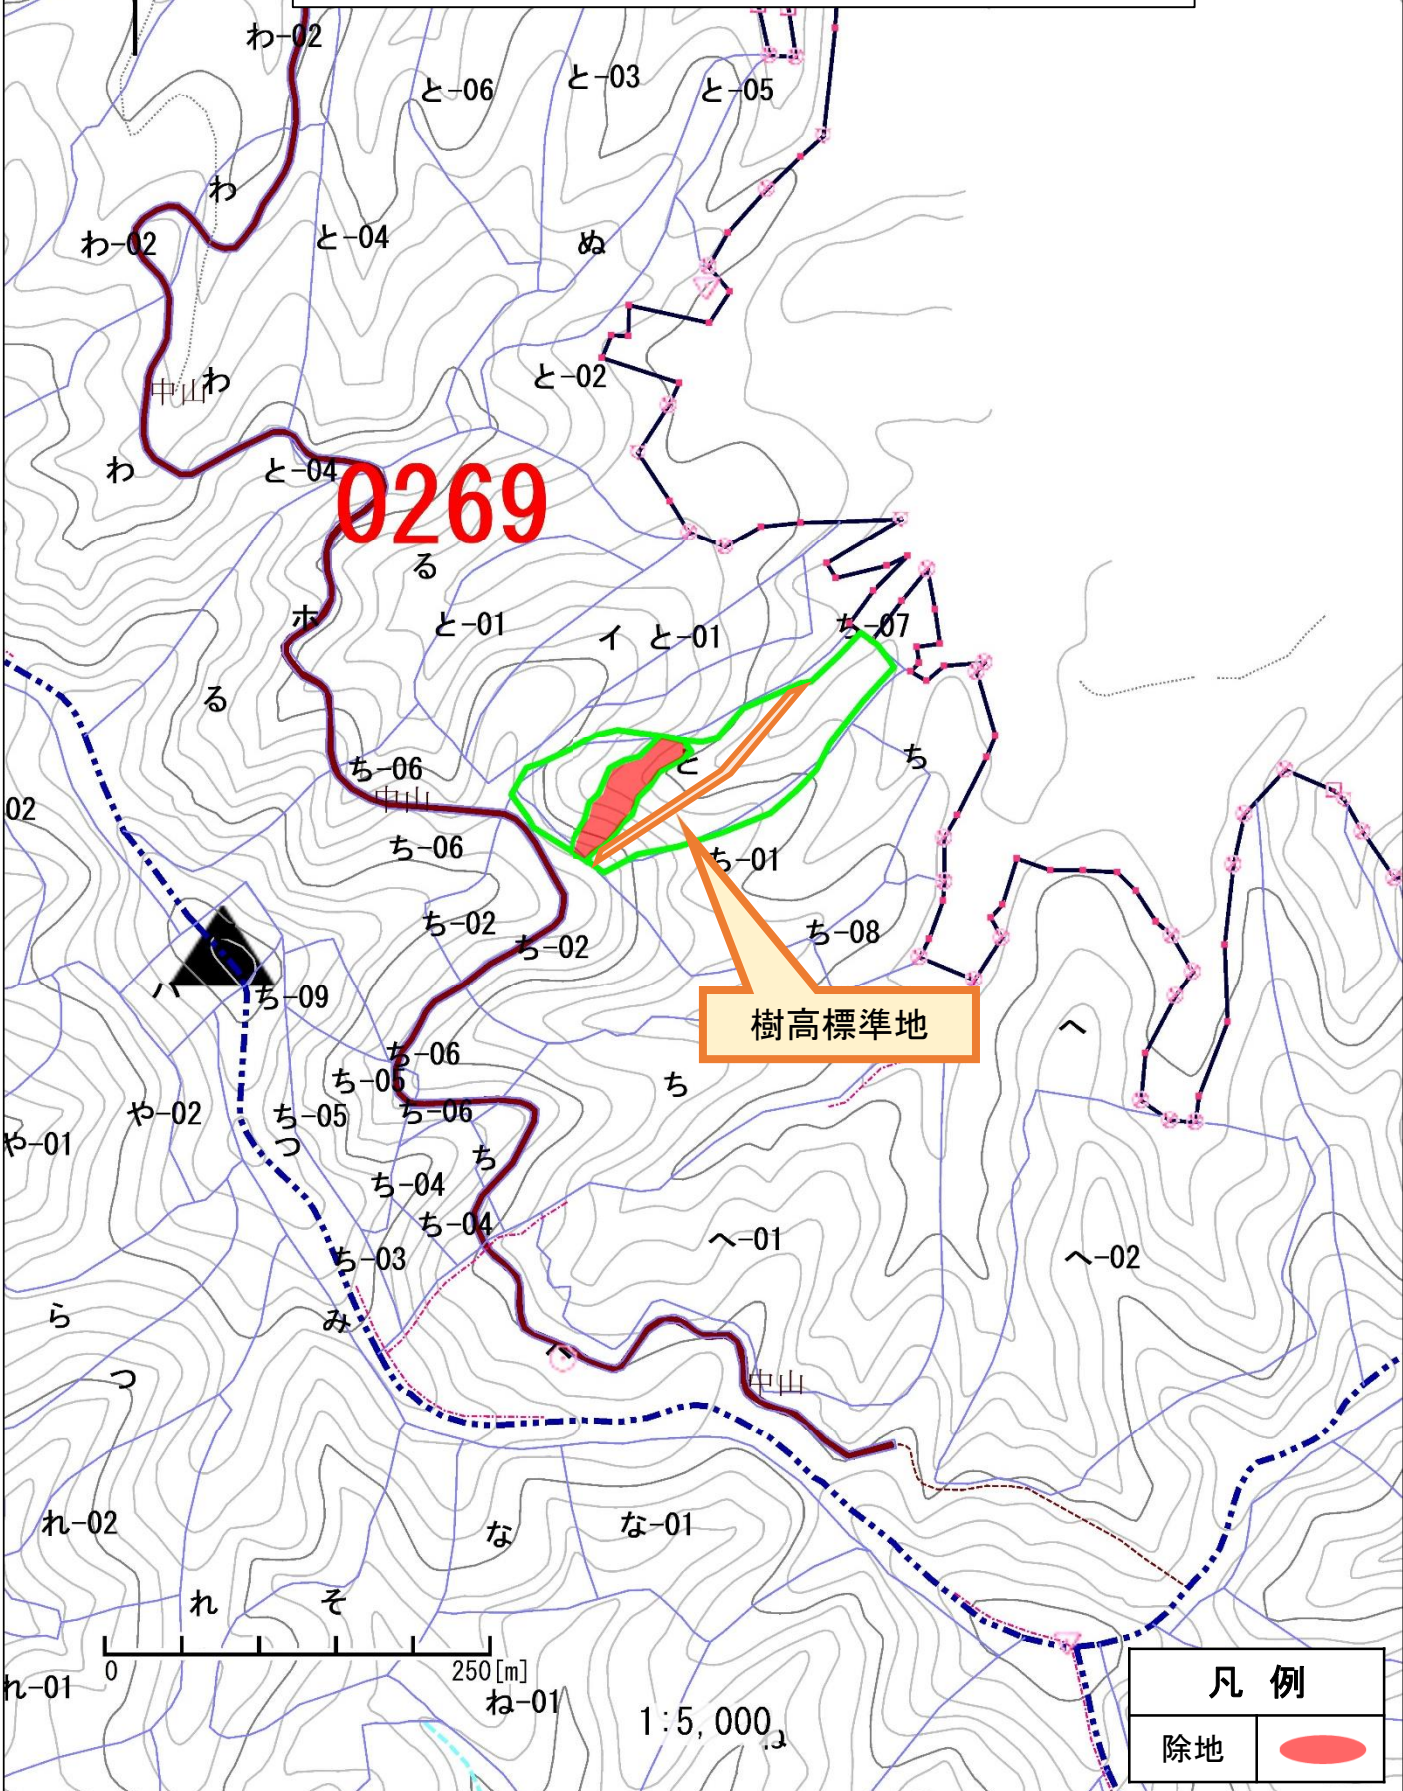 わ-02
と-06
と-03
と-05
わ
わ-02
と-04
ぬ
と-02
中山
わ
わ
と-04
0269
る
ホ
と-01
イ
と-01
ち-07
る
ち-06
と
ち
中山
02
ち-06
ち-01
ち-02
ち-02
ち-08
ハ
ち-09
樹高標準地
へ
ち-06
ち-05
ち
や-02
ち-05
ち-06
や-01
つ
ち
ち-04
ち-04
へ-01
ち-03
へ-02
ら
み
へ
つ
中山
れ-02
な
な-01
れ
そ
0
250[m]
れ-01
ね-01
1:5,000
ね
凡 例
除地